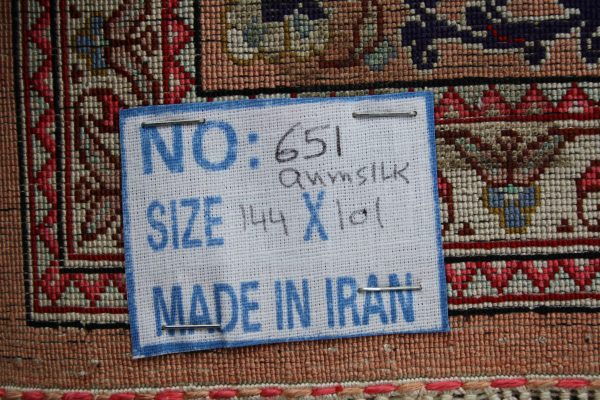 NO: 651
qumsILK
SIZE 144 X 101
MADE IN IRAN